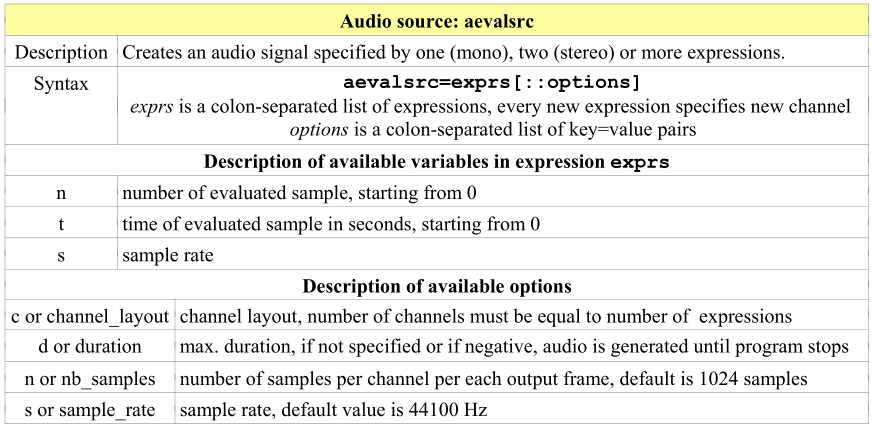 Audio source: aevalsrc
Description Creates an audio signal specified by one (mono), two (stereo) or more expressions.
Syntax aevalsrc=exprs[::options]
exprs is a colon-separated list of expressions, every new expression specifies new channel
options is a colon-separated list of key=value pairs
Description of available variables in expression exprs
n number of evaluated sample, starting from 0
t time of evaluated sample in seconds, starting from 0
s sample rate
Description of available options
c or channel_layout channel layout, number of channels must be equal to number of expressions
d or duration max. duration, if not specified or if negative, audio is generated until program stops
n or nb_samples number of samples per channel per each output frame, default is 1024 samples
s or sample_rate sample rate, default value is 44100 Hz